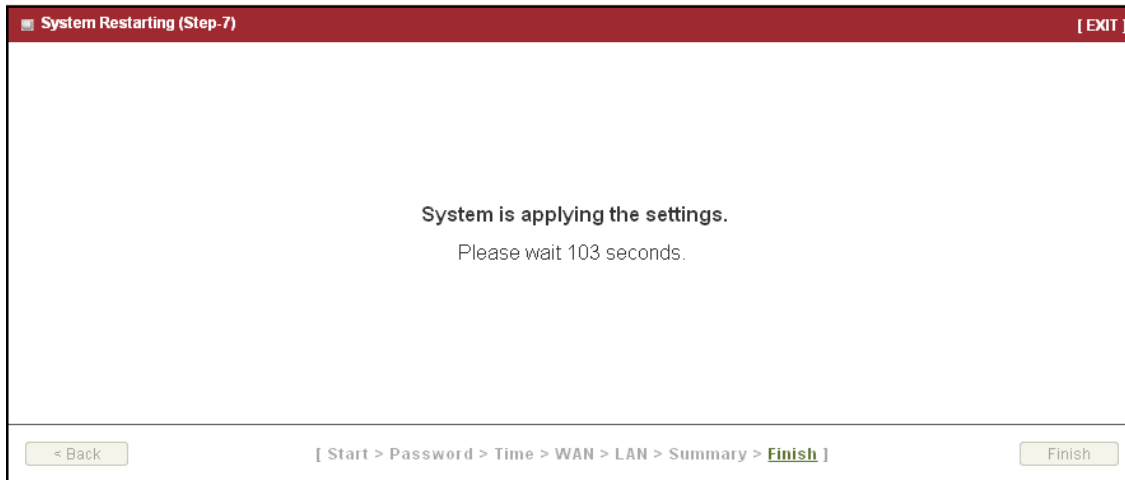 System Restarting (Step-7) [ EXIT ]
System is applying the settings.
Please wait 103 seconds.
< Back [ Start > Password > Time > WAN > LAN > Summary > Finish ] Finish